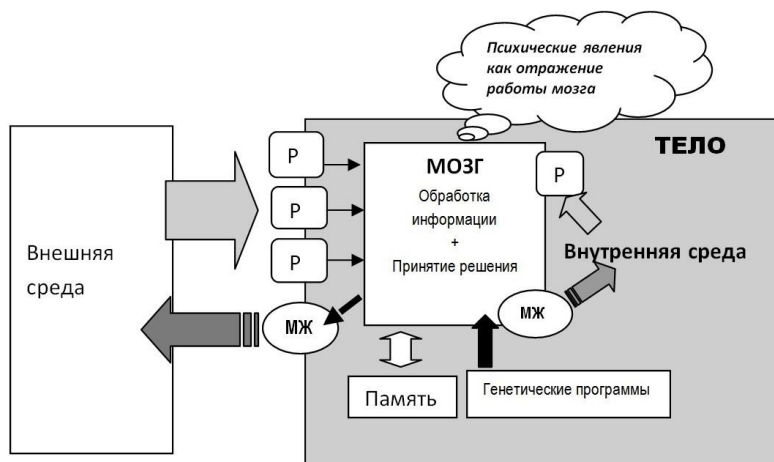 Психические явления
как отражение
работы мозга
ТЕЛО
Р
Р
Р
МОЗГ
Обработка
информации
+
Принятие решения
Р
Внешняя
среда
Внутренняя среда
МЖ
МЖ
Память
Генетические программы